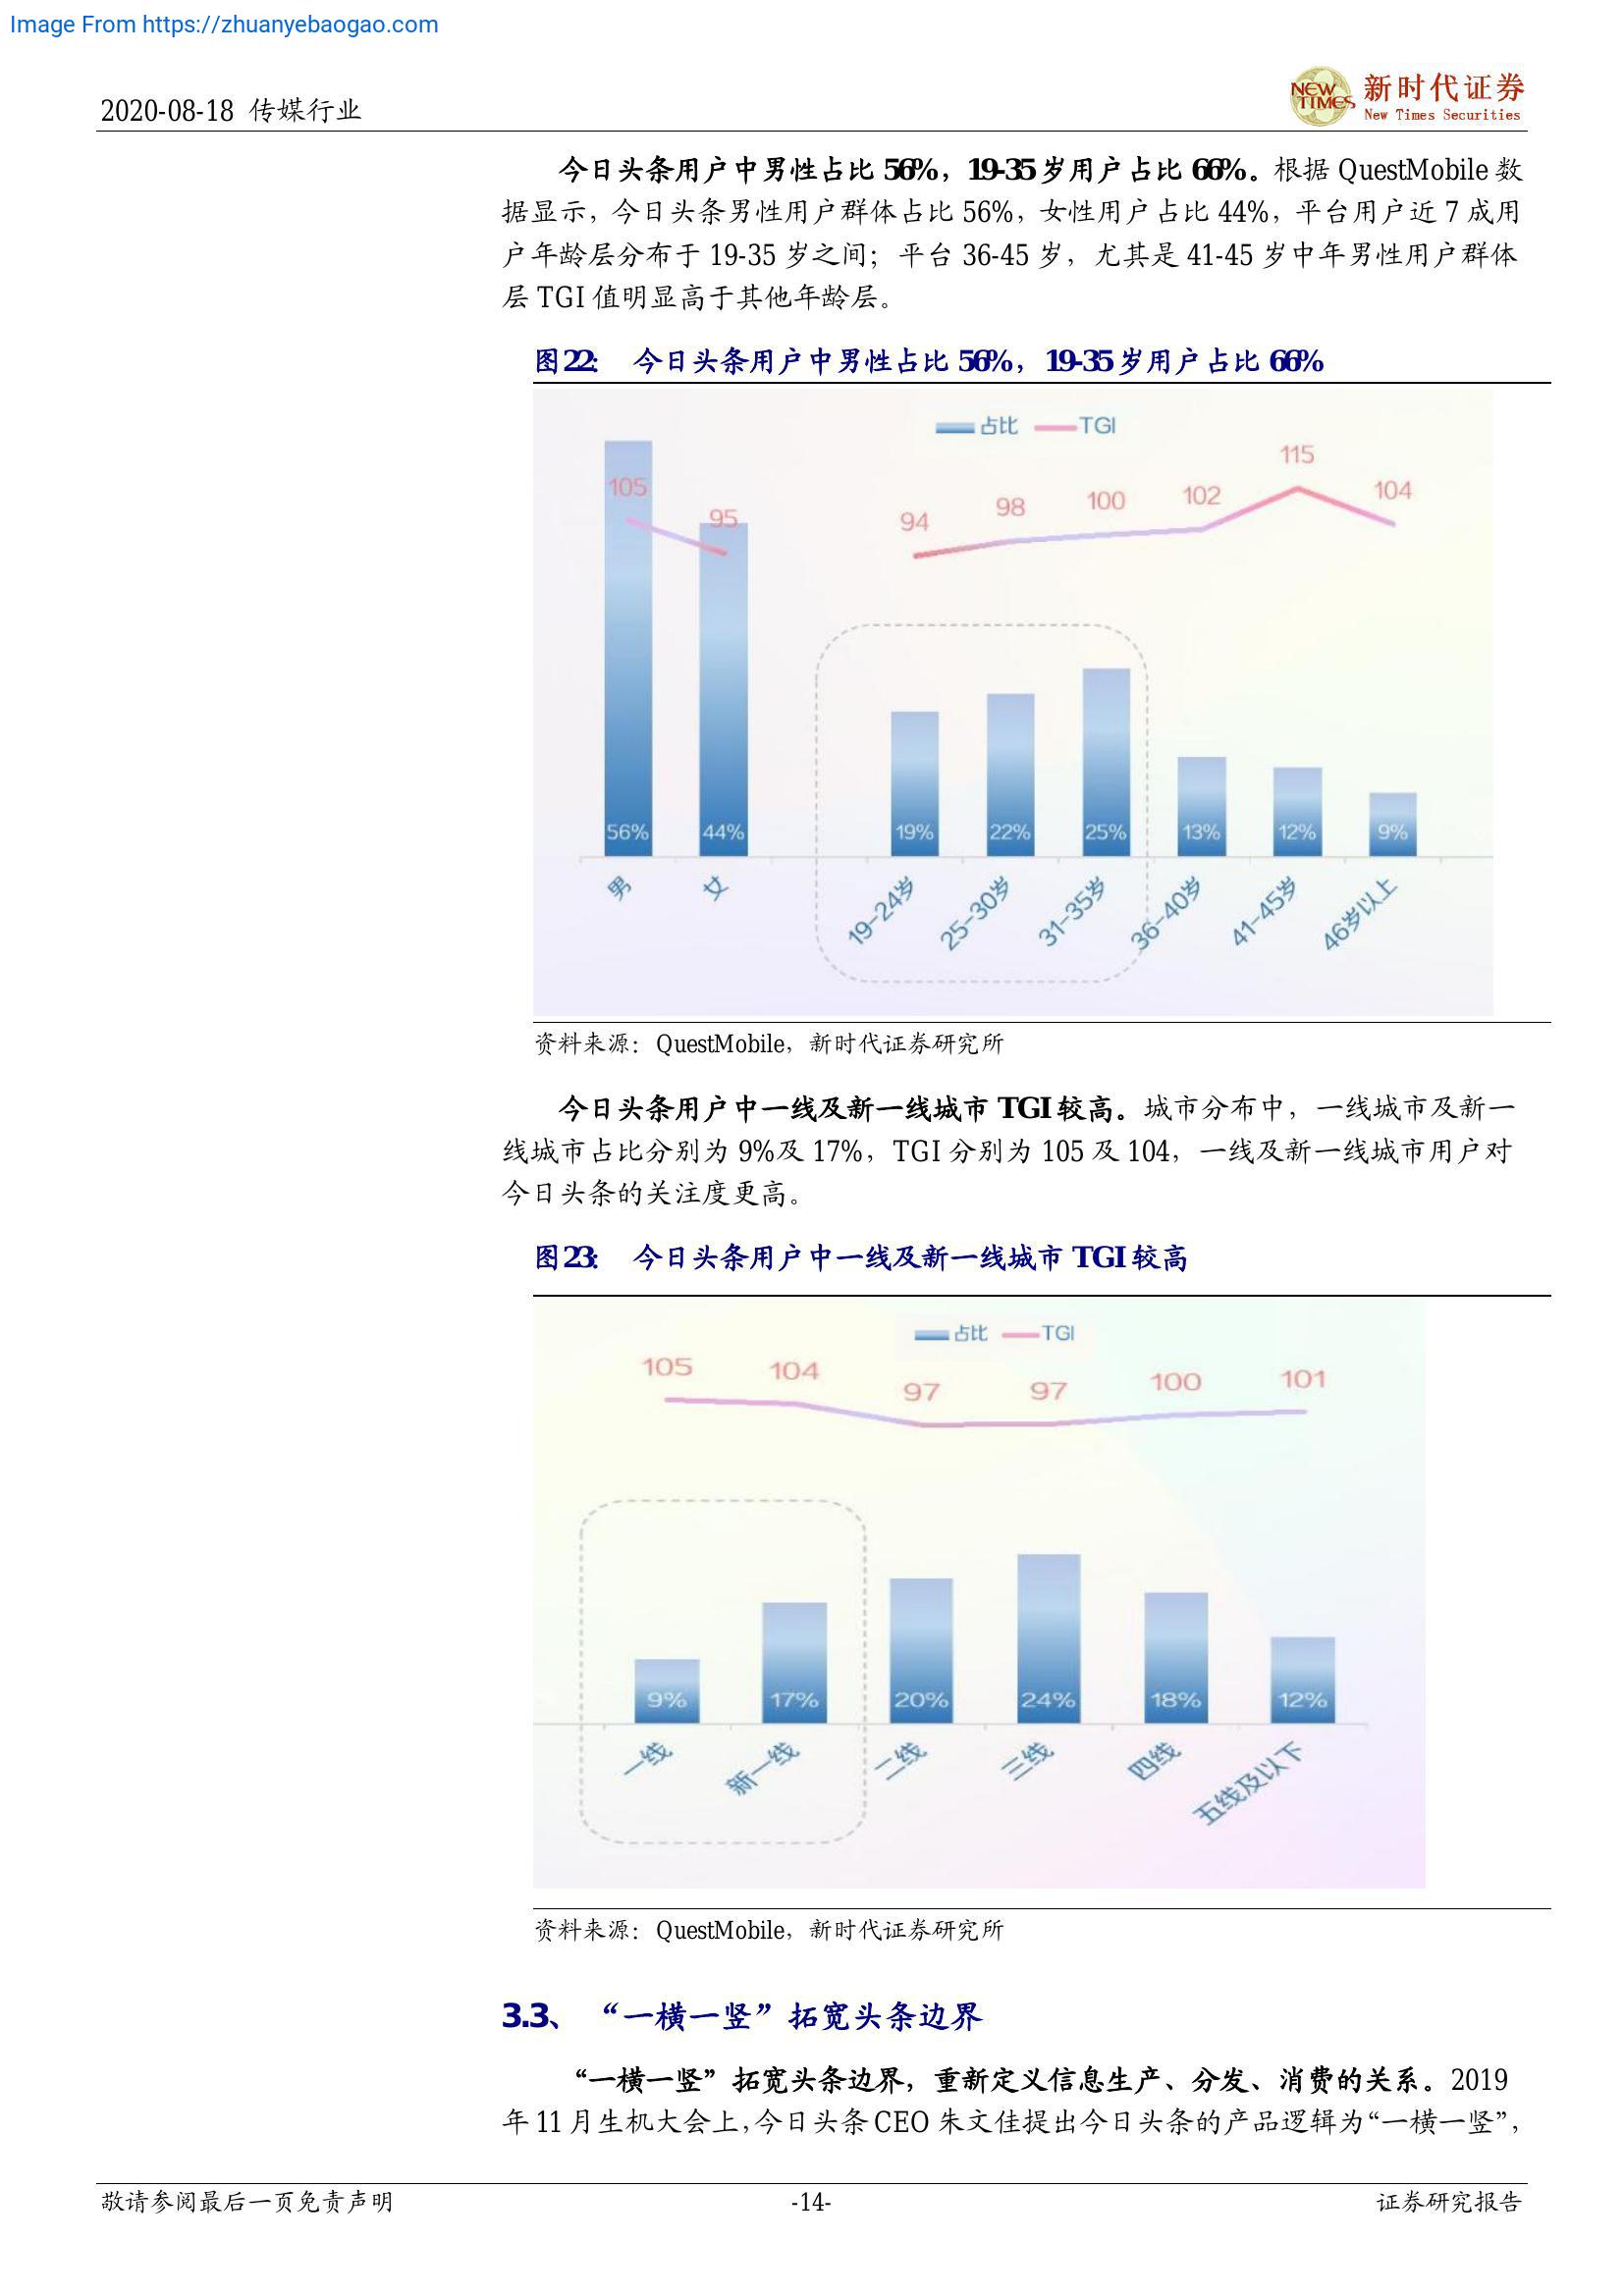 Image From https://zhuanyebaogao.com
2020-08-18 传媒行业
NEW TIMES
新时代证券
New Times Securities
今日头条用户中男性占比 56%，19-35 岁用户占比 66%。根据 QuestMobile 数
据显示，今日头条男性用户群体占比 56%，女性用户占比 44%，平台用户近 7 成用
户年龄层分布于 19-35 岁之间；平台 36-45 岁，尤其是 41-45 岁中年男性用户群体
层 TGI 值明显高于其他年龄层。
图22： 今日头条用户中男性占比 56%，19-35 岁用户占比 66%
占比 TGI
105 95 94 98 100 102 115 104
56% 44% 19% 22% 25% 13% 12% 9%
男 女 19-24岁 25-30岁 31-35岁 36-40岁 41-45岁 46岁以上
资料来源：QuestMobile，新时代证券研究所
今日头条用户中一线及新一线城市 TGI 较高。城市分布中，一线城市及新一
线城市占比分别为 9%及 17%，TGI 分别为 105 及 104，一线及新一线城市用户对
今日头条的关注度更高。
图23： 今日头条用户中一线及新一线城市 TGI 较高
占比 TGI
105 104 97 97 100 101
9% 17% 20% 24% 18% 12%
一线 新一线 二线 三线 四线 五线及以下
资料来源：QuestMobile，新时代证券研究所
3.3、 “一横一竖”拓宽头条边界
“一横一竖”拓宽头条边界，重新定义信息生产、分发、消费的关系。2019
年 11 月生机大会上，今日头条 CEO 朱文佳提出今日头条的产品逻辑为“一横一竖”，
敬请参阅最后一页免责声明
-14-
证券研究报告